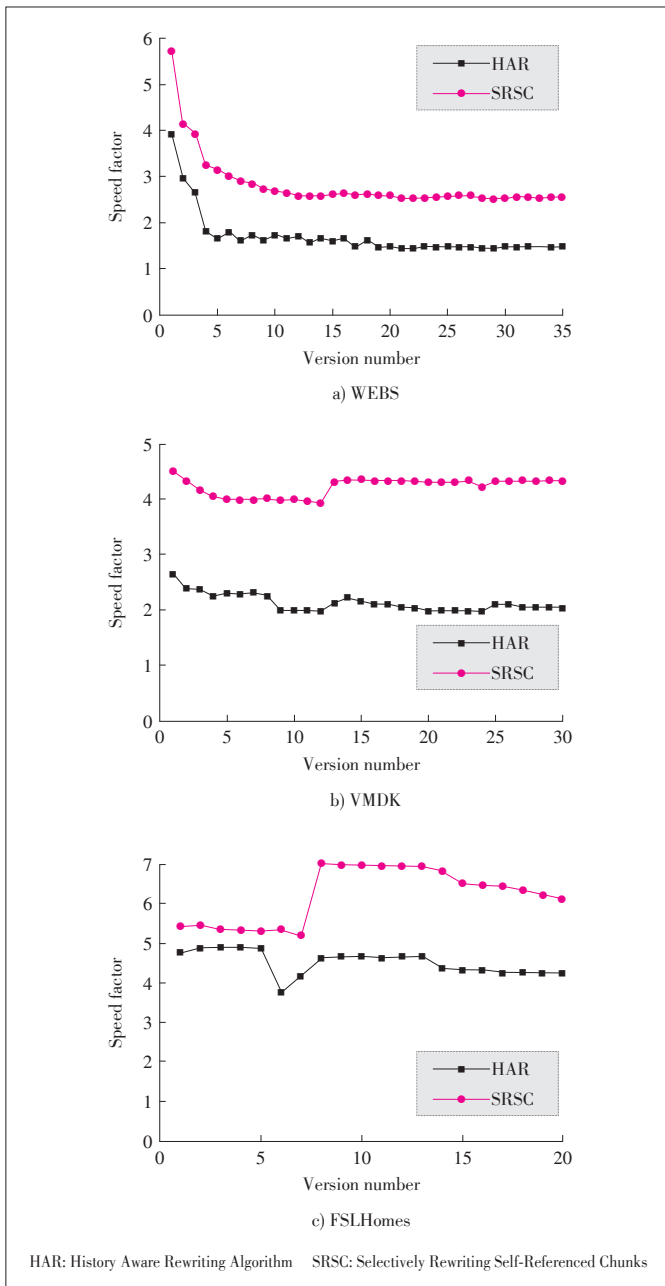 6
5
4
3
2
1
0
Speed factor
HAR
SRSC
0 5 10 15 20 25 30 35
Version number
a) WEBS
5
4
3
2
1
0
Speed factor
HAR
SRSC
0 5 10 15 20 25 30
Version number
b) VMDK
7
6
5
4
3
2
1
0
Speed factor
HAR
SRSC
0 5 10 15 20
Version number
c) FSLHomes
HAR: History Aware Rewriting Algorithm SRSC: Selectively Rewriting Self-Referenced Chunks